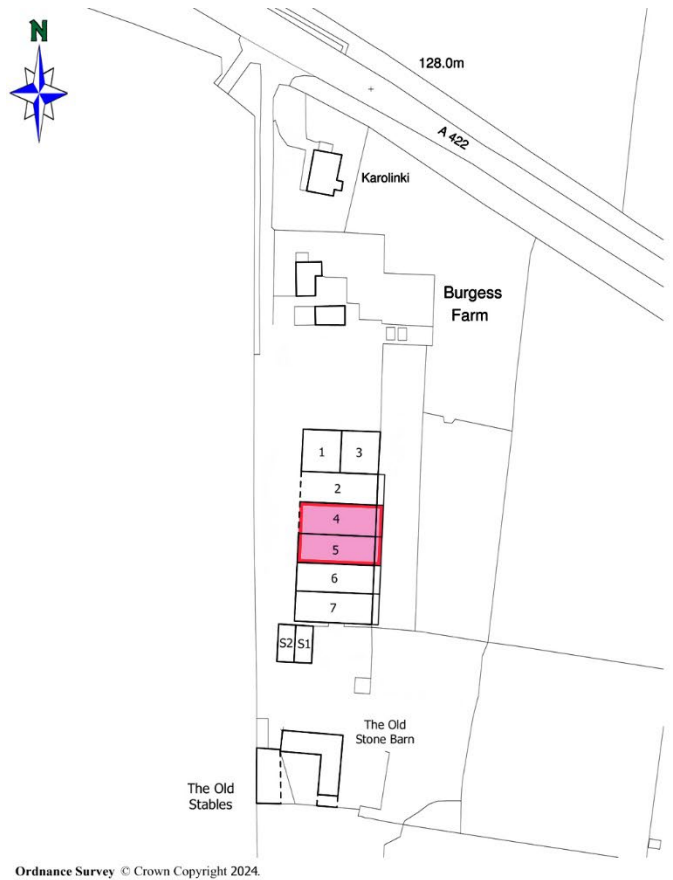 N
128.0m
A 422
Karolinki
Burgess
Farm
1
3
2
4
5
6
7
S2
S1
The Old
Stone Barn
The Old
Stables
Ordnance Survey © Crown Copyright 2024.